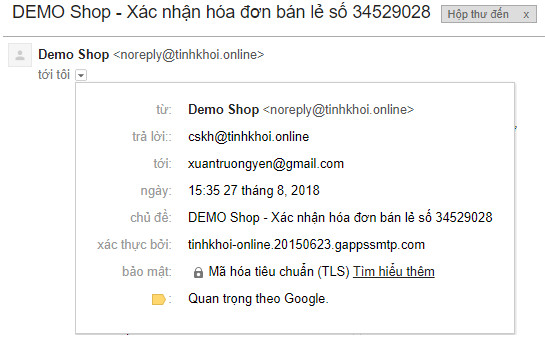 DEMO Shop - Xác nhận hóa đơn bán lẻ số 34529028 Hộp thư đến x
Demo Shop <noreply@tinhkhoi.online>
tới tôi
từ: Demo Shop <noreply@tinhkhoi.online>
trả lời:: cskh@tinhkhoi.online
tới: xuantruongyen@gmail.com
ngày: 15:35 27 tháng 8, 2018
chủ đề: DEMO Shop - Xác nhận hóa đơn bán lẻ số 34529028
xác thực bởi: tinhkhoi-online.20150623.gappssmtp.com
bảo mật: Mã hóa tiêu chuẩn (TLS) Tìm hiểu thêm
: Quan trọng theo Google.